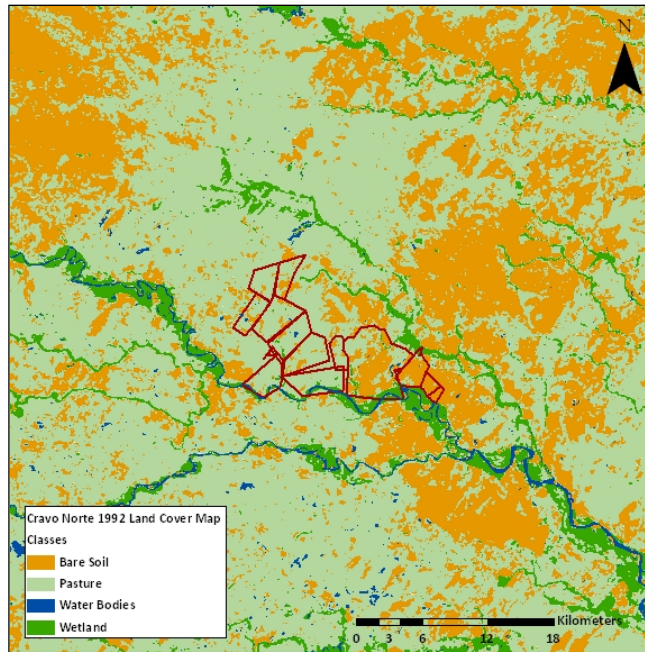 N
Cravo Norte 1992 Land Cover Map
Classes
Bare Soil
Pasture
Water Bodies
Wetland
Kilometers
0 3 6 12 18